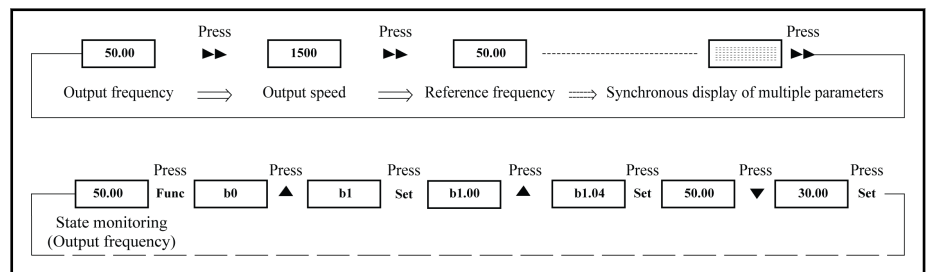 Press Press Press
50.00 ►► 1500 ►► 50.00 ►►
Output frequency ⇒ Output speed ⇒ Reference frequency ⇒ Synchronous display of multiple parameters
Press Press Press Press Press Press Press
50.00 Func b0 ▲ b1 Set b1.00 ▲ b1.04 Set 50.00 ▼ 30.00 Set
State monitoring
(Output frequency)